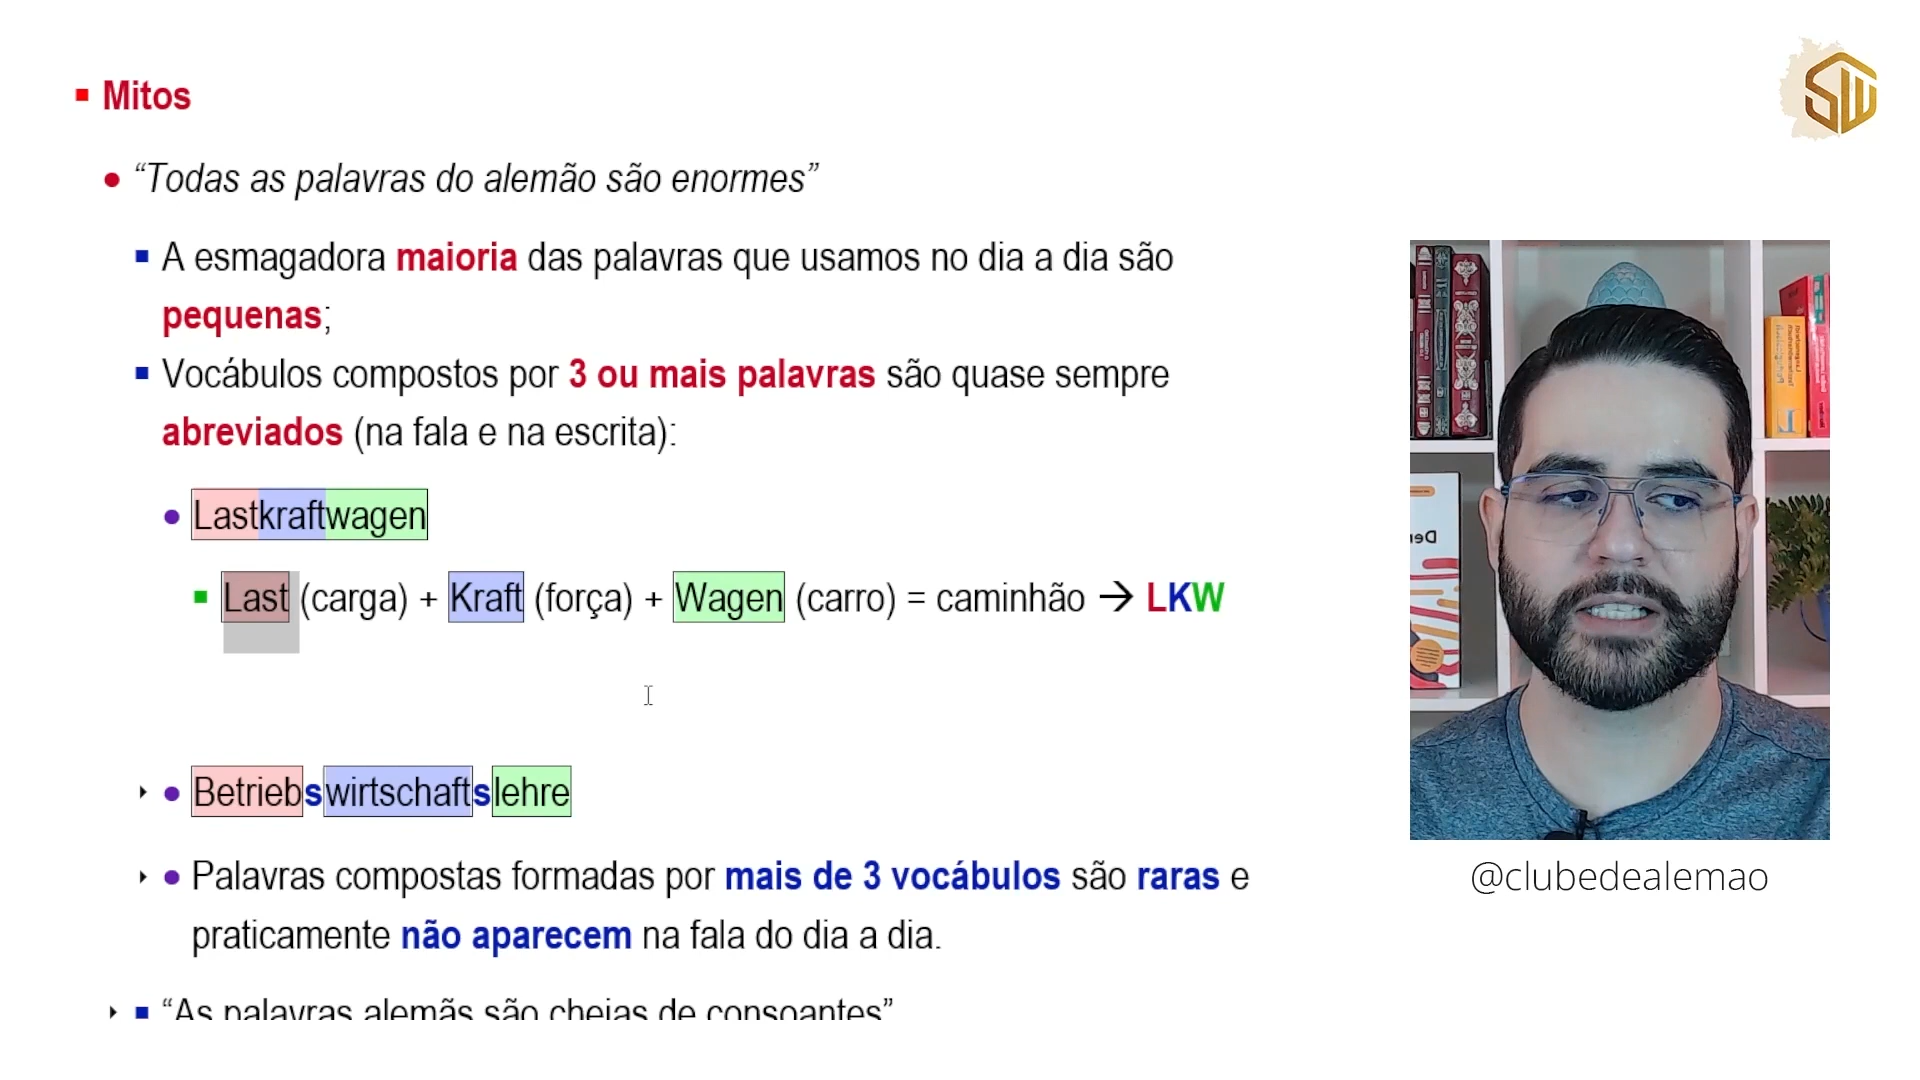 Mitos
“Todas as palavras do alemão são enormes”
A esmagadora maioria das palavras que usamos no dia a dia são
pequenas;
Vocábulos compostos por 3 ou mais palavras são quase sempre
abreviados (na fala e na escrita):
Lastkraftwagen
Last (carga) + Kraft (força) + Wagen (carro) = caminhão → LKW
Betriebswirtschaftslehre
Palavras compostas formadas por mais de 3 vocábulos são raras e
praticamente não aparecem na fala do dia a dia.
“As palavras alemãs são cheias de consoantes”
@clubedealemao